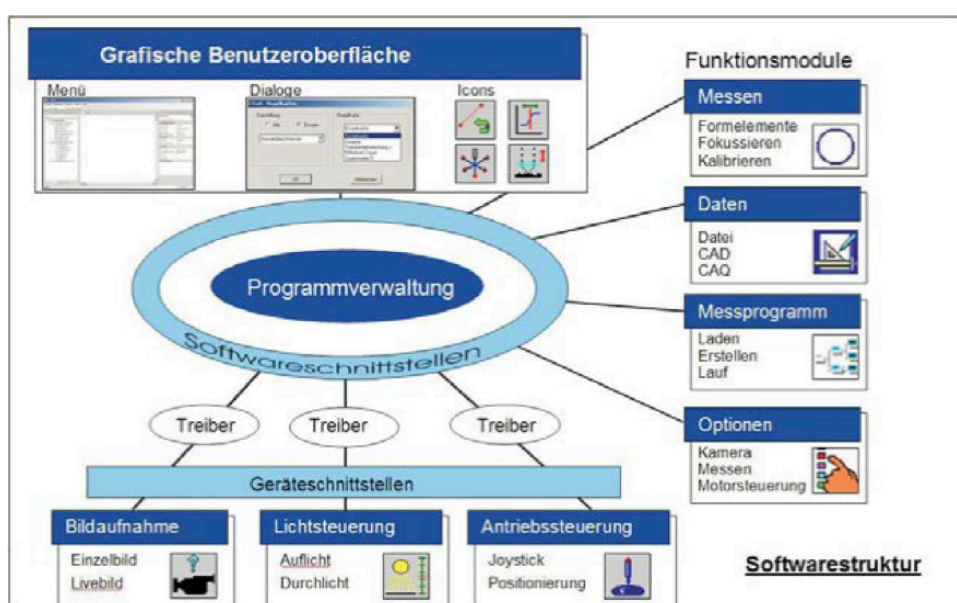 Grafische Benutzeroberfläche
Menü
Dialoge
Icons
Funktionsmodule
Messen
Formelemente
Fokussieren
Kalibrieren
Daten
Datei
CAD
CAQ
Messprogramm
Laden
Erstellen
Lauf
Optionen
Kamera
Messen
Motorsteuerung
Programmverwaltung
Softwareschnittstellen
Treiber
Treiber
Treiber
Geräteschnittstellen
Bildaufnahme
Einzelbild
Livebild
Lichtsteuerung
Auflicht
Durchlicht
Antriebssteuerung
Joystick
Positionierung
Softwarestruktur